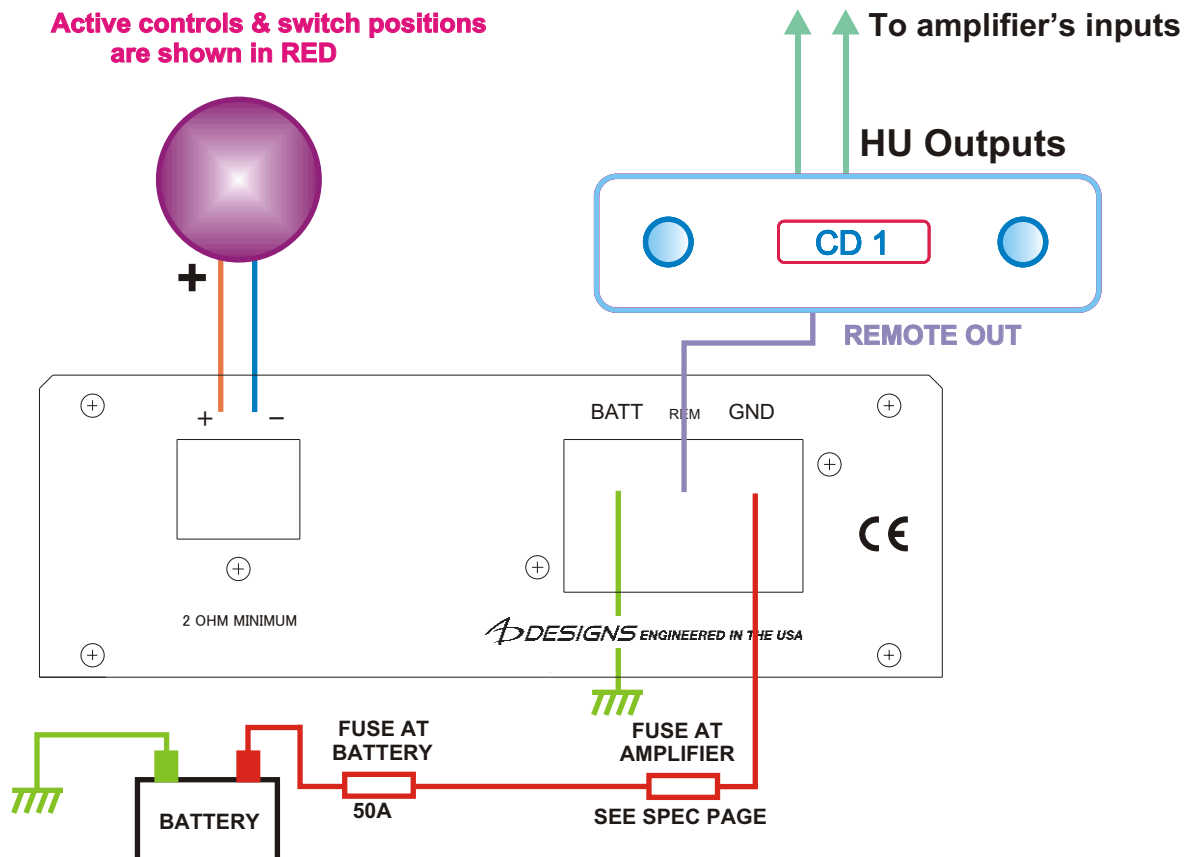 Active controls & switch positions
are shown in RED
To amplifier's inputs
HU Outputs
CD 1
+
REMOTE OUT
+ −
BATT REM GND
CE
2 OHM MINIMUM
AD DESIGNS ENGINEERED IN THE USA
FUSE AT
BATTERY
50A
FUSE AT
AMPLIFIER
SEE SPEC PAGE
BATTERY